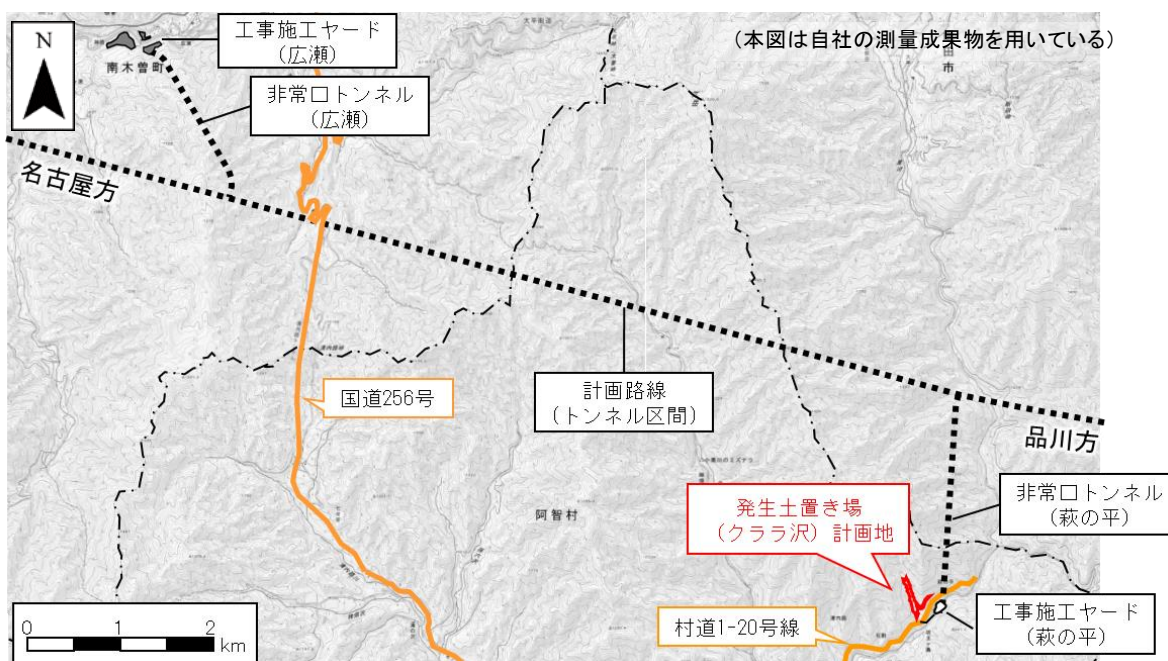 工事施工ヤード
（広瀬）
（本図は自社の測量成果物を用いている）
N
南木曽町
田
市
非常口トンネル
（広瀬）
名古屋方
国道256号
計画路線
（トンネル区間）
品川方
発生土置き場
（クララ沢）計画地
非常口トンネル
（萩の平）
阿智村
村道1-20号線
工事施工ヤード
（萩の平）
0 1 2
km